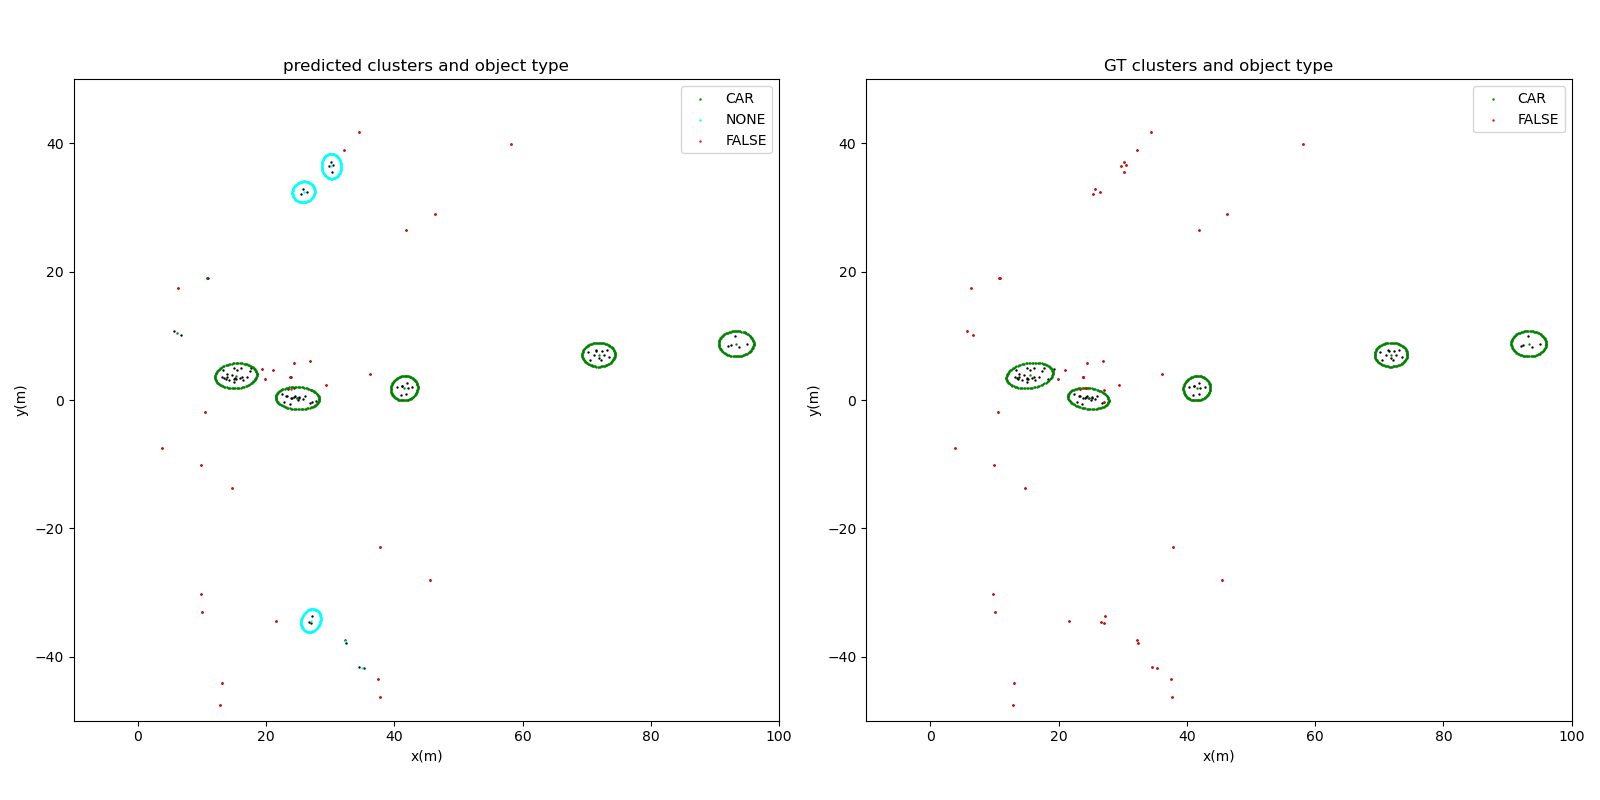 predicted clusters and object type
CAR
NONE
FALSE
40
20
0
−20
−40
y(m)
0 20 40 60 80 100
x(m)
GT clusters and object type
CAR
FALSE
40
20
0
−20
−40
y(m)
0 20 40 60 80 100
x(m)